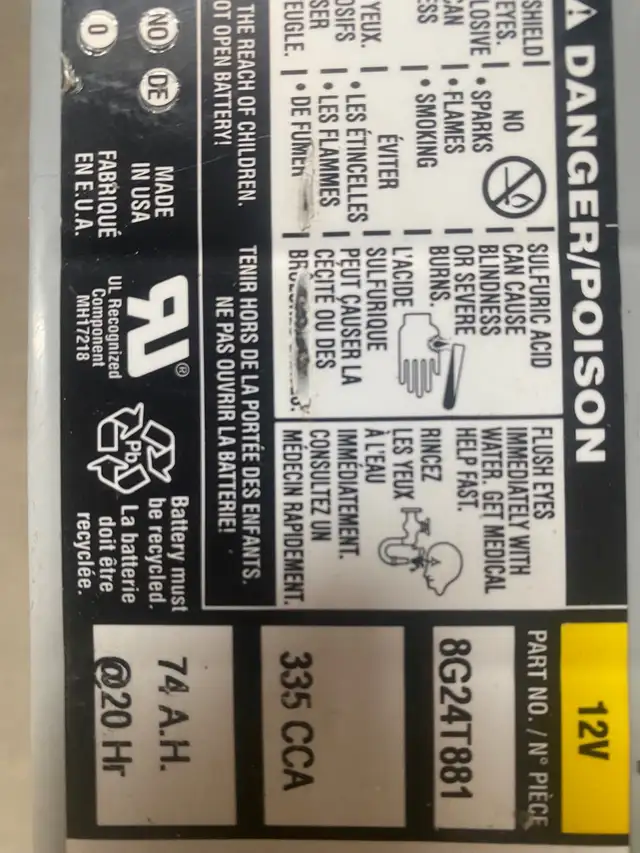 ⚠ DANGER/POISON
SHIELD
EYES.
LOSIVE
CAN
ESS
YEUX.
OSIFS
SER
EUGLE.
NO
• SPARKS
• FLAMES
• SMOKING
ÉVITER
• LES ÉTINCELLES
• LES FLAMMES
• DE FUMER
SULFURIC ACID
CAN CAUSE
BLINDNESS
OR SEVERE
BURNS.
L'ACIDE
SULFURIQUE
PEUT CAUSER LA
CÉCITÉ OU DES
FLUSH EYES
IMMEDIATELY WITH
WATER. GET MEDICAL
HELP FAST.
RINCEZ
LES YEUX
À L'EAU
IMMÉDIATEMENT.
CONSULTEZ UN
MÉDECIN RAPIDEMENT.
THE REACH OF CHILDREN.
OT OPEN BATTERY!
TENIR HORS DE LA PORTÉE DES ENFANTS.
NE PAS OUVRIR LA BATTERIE!
NO
DE
0
MADE
IN USA
FABRIQUÉ
EN E.U.A.
UL Recognized
Component
MH17218
Pb
Battery must
be recycled.
La batterie
doit être
recyclée.
12V
PART NO. / N° PIÈCE
8G24T881
335 CCA
74 A.H.
@20 Hr